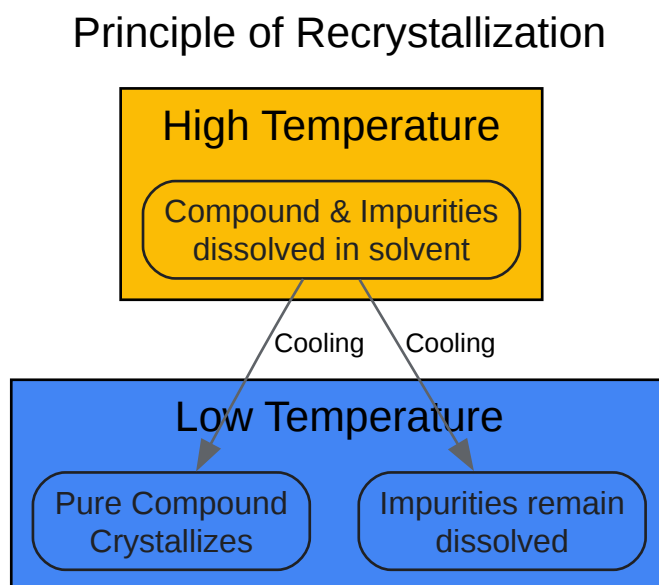 Principle of Recrystallization
High Temperature
Compound & Impurities
dissolved in solvent
Cooling
Cooling
Low Temperature
Pure Compound
Crystallizes
Impurities remain
dissolved